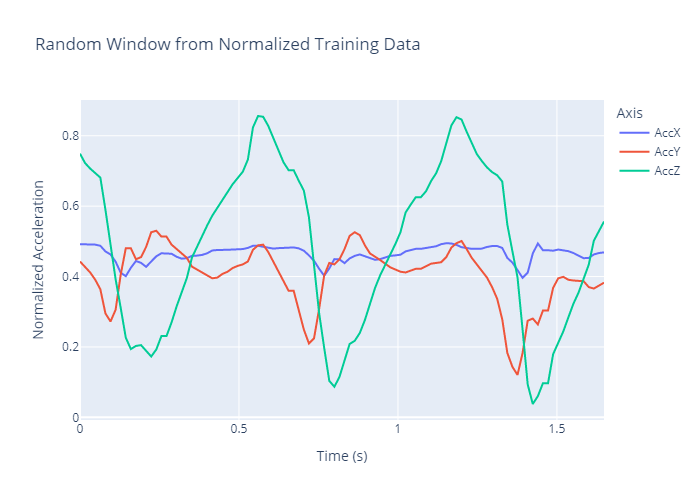 Random Window from Normalized Training Data
Axis
AccX
AccY
AccZ
Normalized Acceleration
0.8
0.6
0.4
0.2
0
0
0.5
1
1.5
Time (s)